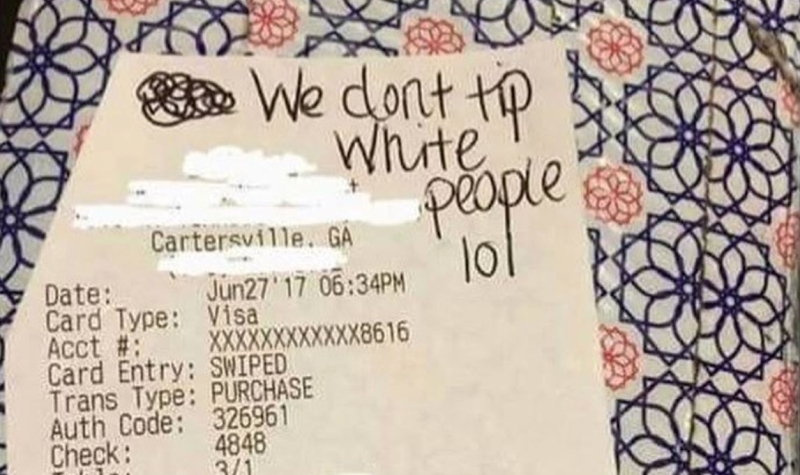 We dont tip
White
people
lol
Cartersville, GA
Date: Jun27'17 06:34PM
Card Type: Visa
Acct #: XXXXXXXXXXXX8616
Card Entry: SWIPED
Trans Type: PURCHASE
Auth Code: 326961
Check: 4848
3/1